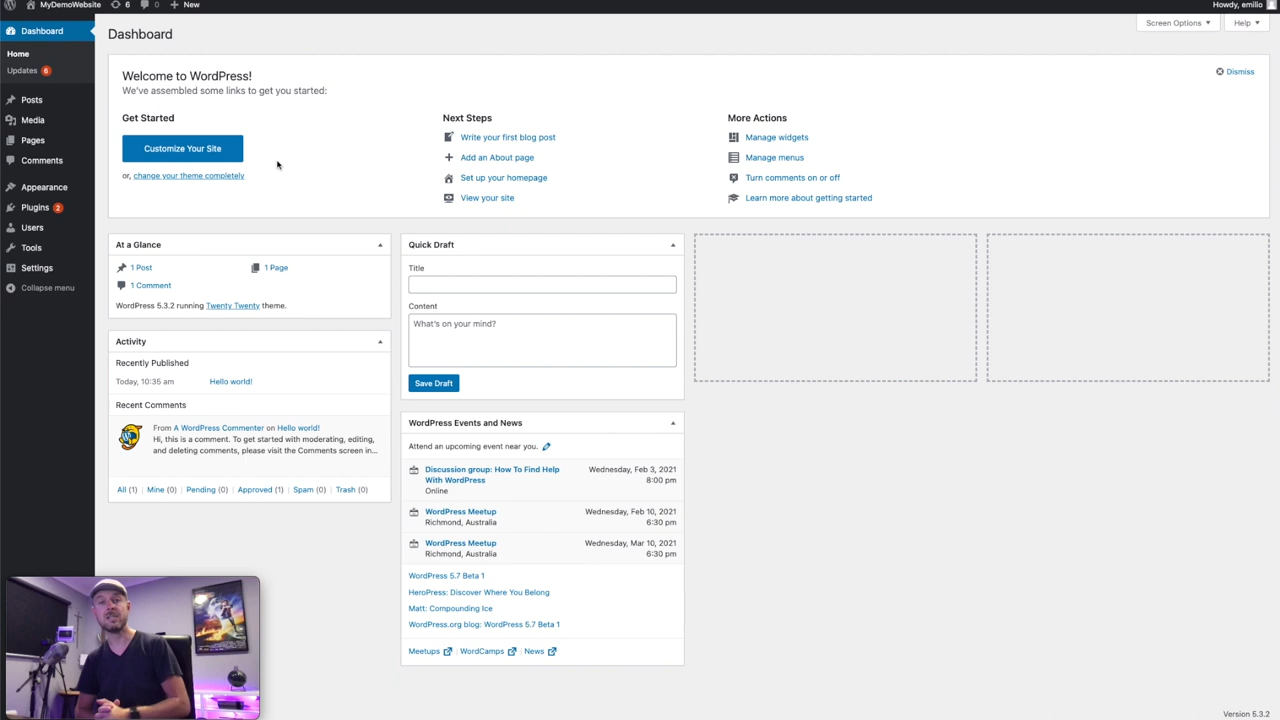 MyDemoWebsite 6 0 New Howdy, emilio
Dashboard
Home
Updates 6
Posts
Media
Pages
Comments
Appearance
Plugins 2
Users
Tools
Settings
Collapse menu
Dashboard
Screen Options Help
Welcome to WordPress!
Dismiss
We've assembled some links to get you started:
Get Started
Customize Your Site
or, change your theme completely
Next Steps
Write your first blog post
Add an About page
Set up your homepage
View your site
More Actions
Manage widgets
Manage menus
Turn comments on or off
Learn more about getting started
At a Glance
1 Post 1 Page
1 Comment
WordPress 5.3.2 running Twenty Twenty theme.
Activity
Recently Published
Today, 10:35 am Hello world!
Recent Comments
From A WordPress Commenter on Hello world!
Hi, this is a comment. To get started with moderating, editing,
and deleting comments, please visit the Comments screen in...
All (1) Mine (0) Pending (0) Approved (1) Spam (0) Trash (0)
Quick Draft
Title
Content
What's on your mind?
Save Draft
WordPress Events and News
Attend an upcoming event near you.
Discussion group: How To Find Help Wednesday, Feb 3, 2021
With WordPress 8:00 pm
Online
WordPress Meetup Wednesday, Feb 10, 2021
Richmond, Australia 6:30 pm
WordPress Meetup Wednesday, Mar 10, 2021
Richmond, Australia 6:30 pm
WordPress 5.7 Beta 1
HeroPress: Discover Where You Belong
Matt: Compounding Ice
WordPress.org blog: WordPress 5.7 Beta 1
Meetups WordCamps News
Version 5.3.2